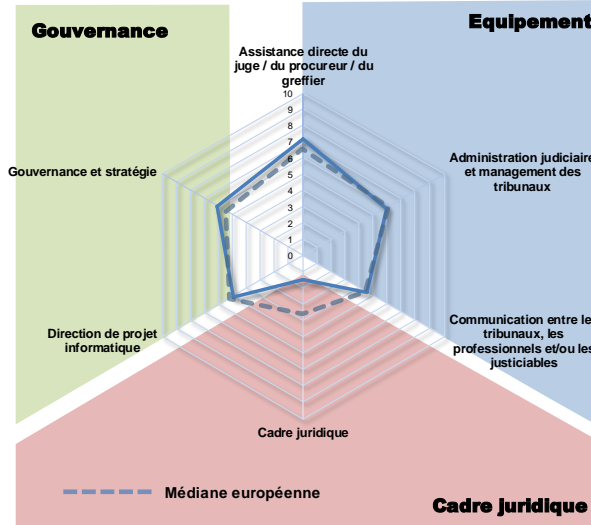 Gouvernance
Equipement
Assistance directe du
juge / du procureur / du
greffier
10
9
8
7
6
5
4
3
2
1
0
Gouvernance et stratégie
Administration judiciaire
et management des
tribunaux
Direction de projet
informatique
Communication entre le
tribunaux, les
professionnels et/ou les
justiciables
Cadre juridique
Médiane européenne
Cadre juridique